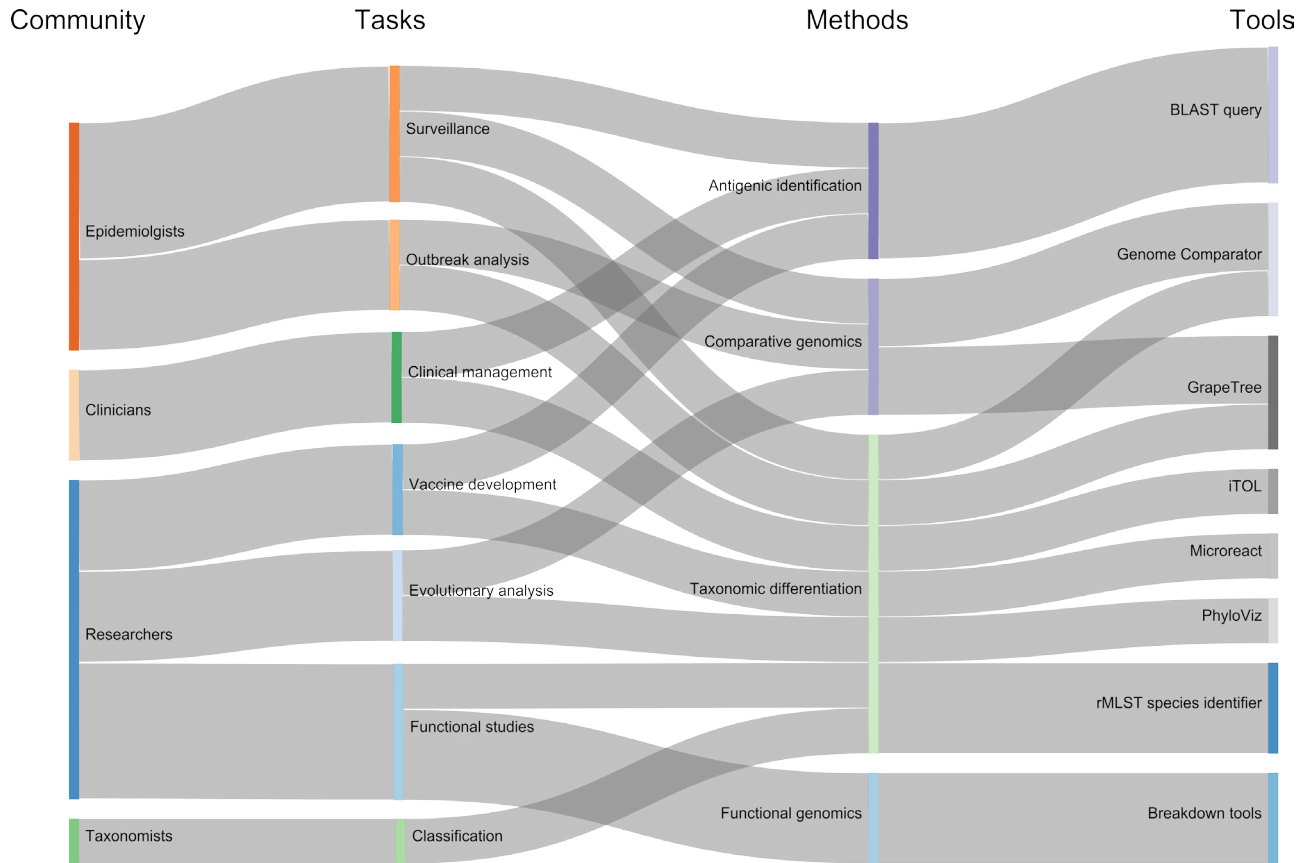 Community
Tasks
Methods
Tools
Epidemiolgists
Clinicians
Researchers
Taxonomists
Surveillance
Outbreak analysis
Clinical management
Vaccine development
Evolutionary analysis
Functional studies
Classification
Antigenic identification
Comparative genomics
Taxonomic differentiation
Functional genomics
BLAST query
Genome Comparator
GrapeTree
iTOL
Microreact
PhyloViz
rMLST species identifier
Breakdown tools